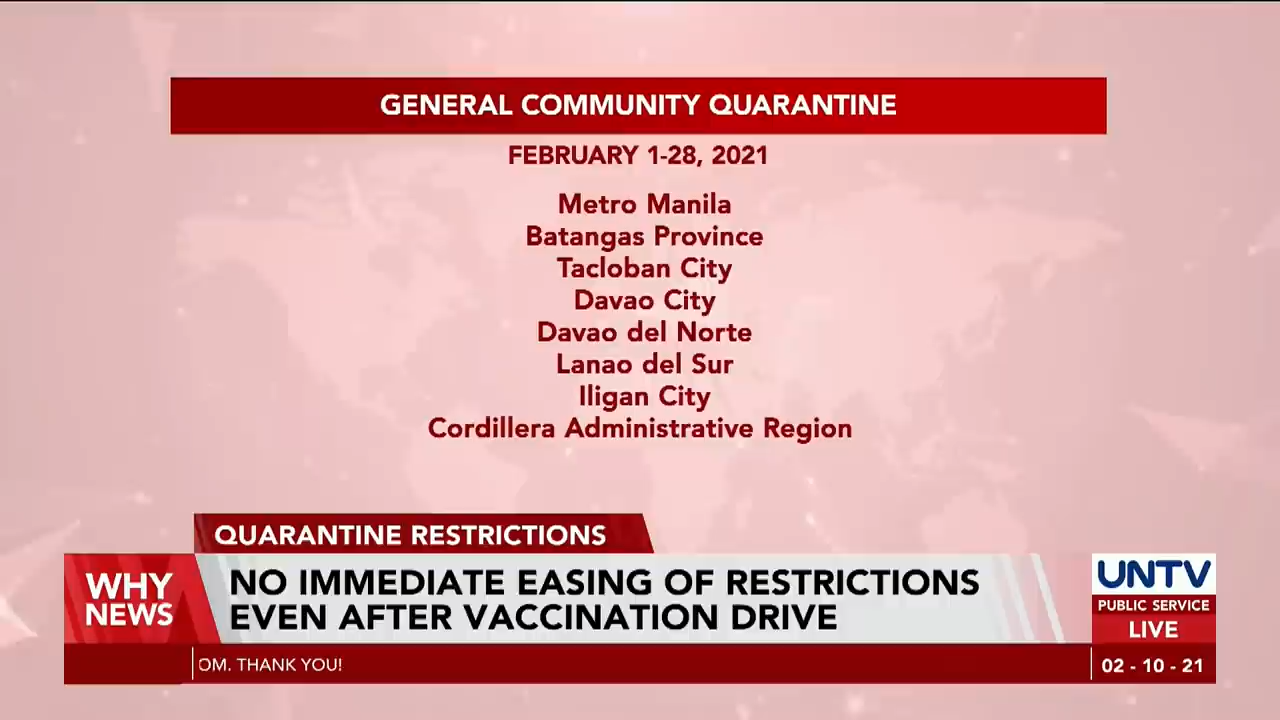 GENERAL COMMUNITY QUARANTINE
FEBRUARY 1-28, 2021
Metro Manila
Batangas Province
Tacloban City
Davao City
Davao del Norte
Lanao del Sur
Iligan City
Cordillera Administrative Region
QUARANTINE RESTRICTIONS
WHY
NEWS
NO IMMEDIATE EASING OF RESTRICTIONS
EVEN AFTER VACCINATION DRIVE
UNTV
PUBLIC SERVICE
LIVE
OM. THANK YOU!
02 - 10 - 21